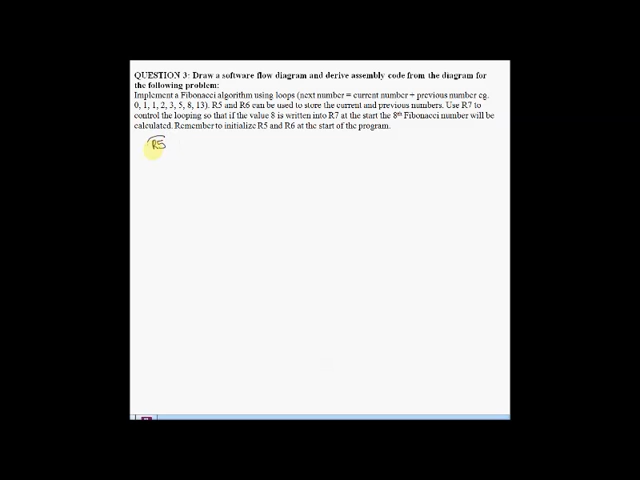 QUESTION 3: Draw a software flow diagram and derive assembly code from the diagram for
the following problem:
Implement a Fibonacci algorithm using loops (next number = current number + previous number eg.
0, 1, 1, 2, 3, 5, 8, 13). R5 and R6 can be used to store the current and previous numbers. Use R7 to
control the looping so that if the value 8 is written into R7 at the start the 8th Fibonacci number will be
calculated. Remember to initialize R5 and R6 at the start of the program.
R5